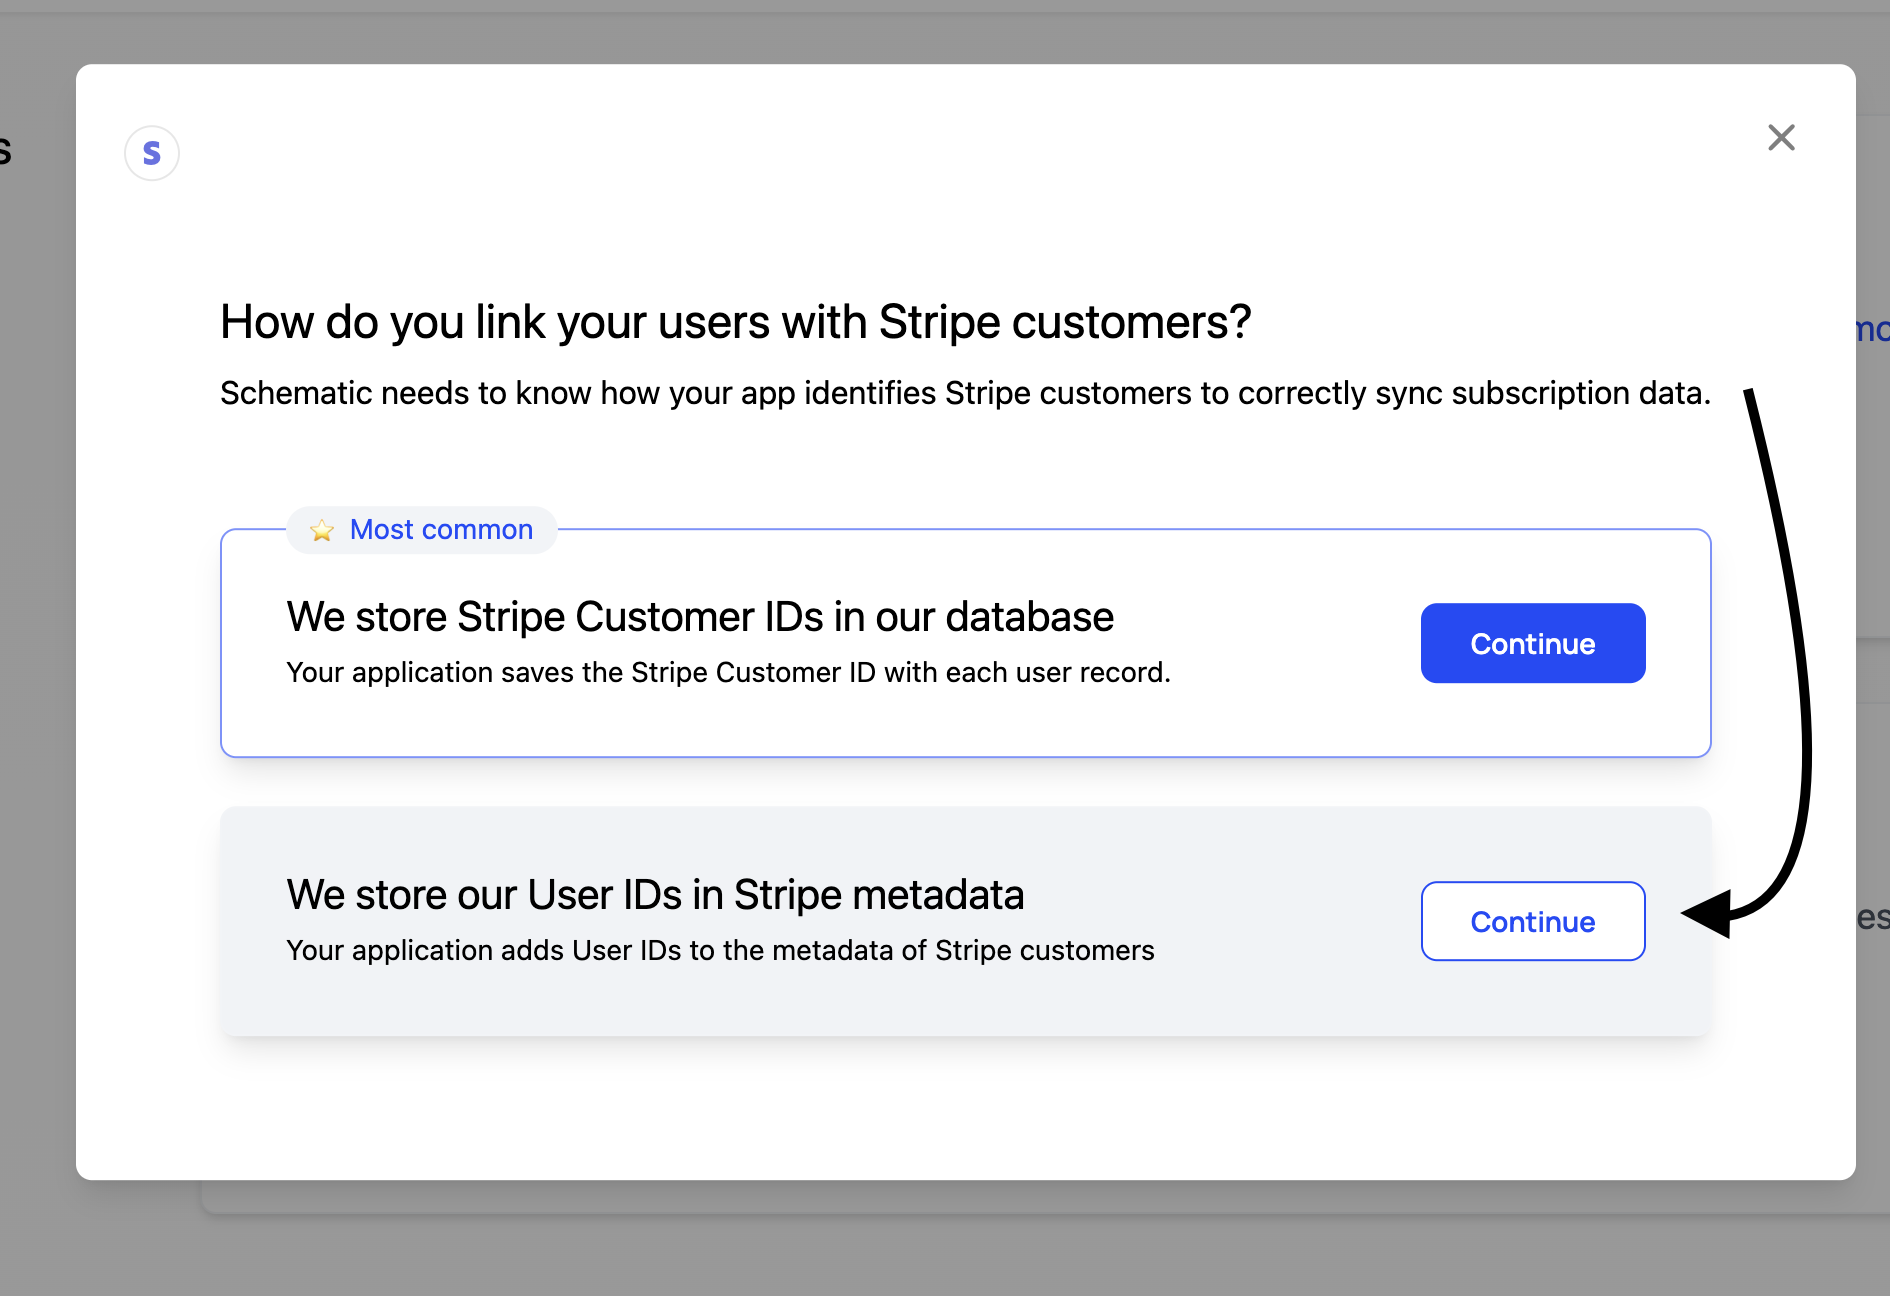 S
How do you link your users with Stripe customers?
Schematic needs to know how your app identifies Stripe customers to correctly sync subscription data.
Most common
We store Stripe Customer IDs in our database
Your application saves the Stripe Customer ID with each user record.
Continue
We store our User IDs in Stripe metadata
Your application adds User IDs to the metadata of Stripe customers
Continue